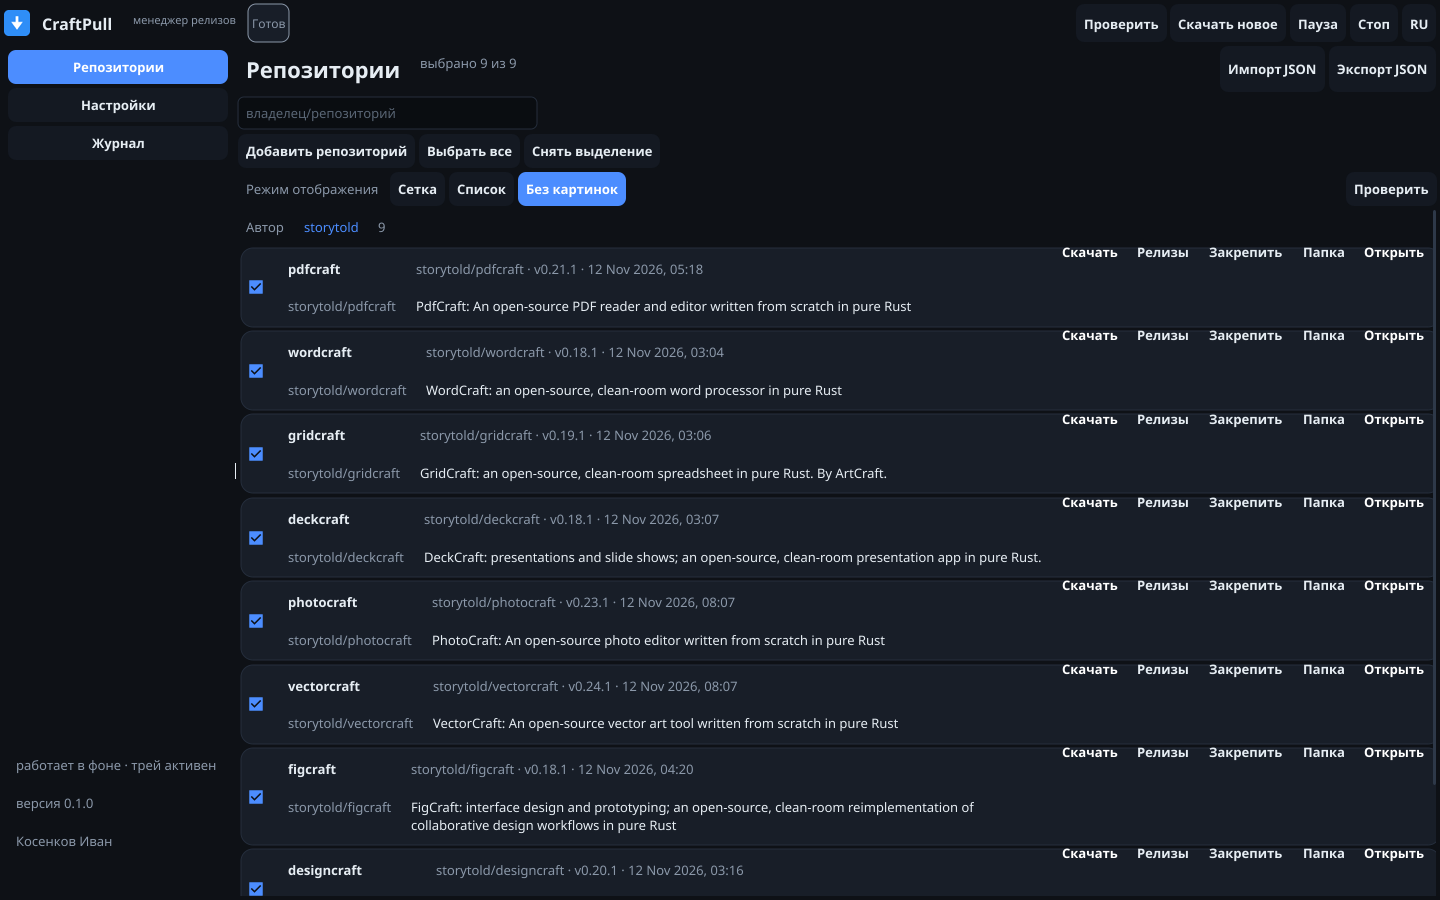 CraftPull менеджер релизов Готов Проверить Скачать новое Пауза Стоп RU
Репозитории
Настройки
Журнал
работает в фоне · трей активен
версия 0.1.0
Косенков Иван
Репозитории выбрано 9 из 9 Импорт JSON Экспорт JSON
владелец/репозиторий
Добавить репозиторий Выбрать все Снять выделение
Режим отображения Сетка Список Без картинок Проверить
Автор storytold 9
Скачать Релизы Закрепить Папка Открыть
pdfcraft storytold/pdfcraft · v0.21.1 · 12 Nov 2026, 05:18
storytold/pdfcraft PdfCraft: An open-source PDF reader and editor written from scratch in pure Rust
Скачать Релизы Закрепить Папка Открыть
wordcraft storytold/wordcraft · v0.18.1 · 12 Nov 2026, 03:04
storytold/wordcraft WordCraft: an open-source, clean-room word processor in pure Rust
Скачать Релизы Закрепить Папка Открыть
gridcraft storytold/gridcraft · v0.19.1 · 12 Nov 2026, 03:06
storytold/gridcraft GridCraft: an open-source, clean-room spreadsheet in pure Rust. By ArtCraft.
Скачать Релизы Закрепить Папка Открыть
deckcraft storytold/deckcraft · v0.18.1 · 12 Nov 2026, 03:07
storytold/deckcraft DeckCraft: presentations and slide shows; an open-source, clean-room presentation app in pure Rust.
Скачать Релизы Закрепить Папка Открыть
photocraft storytold/photocraft · v0.23.1 · 12 Nov 2026, 08:07
storytold/photocraft PhotoCraft: An open-source photo editor written from scratch in pure Rust
Скачать Релизы Закрепить Папка Открыть
vectorcraft storytold/vectorcraft · v0.24.1 · 12 Nov 2026, 08:07
storytold/vectorcraft VectorCraft: An open-source vector art tool written from scratch in pure Rust
Скачать Релизы Закрепить Папка Открыть
figcraft storytold/figcraft · v0.18.1 · 12 Nov 2026, 04:20
storytold/figcraft FigCraft: interface design and prototyping; an open-source, clean-room reimplementation of
collaborative design workflows in pure Rust
Скачать Релизы Закрепить Папка Открыть
designcraft storytold/designcraft · v0.20.1 · 12 Nov 2026, 03:16